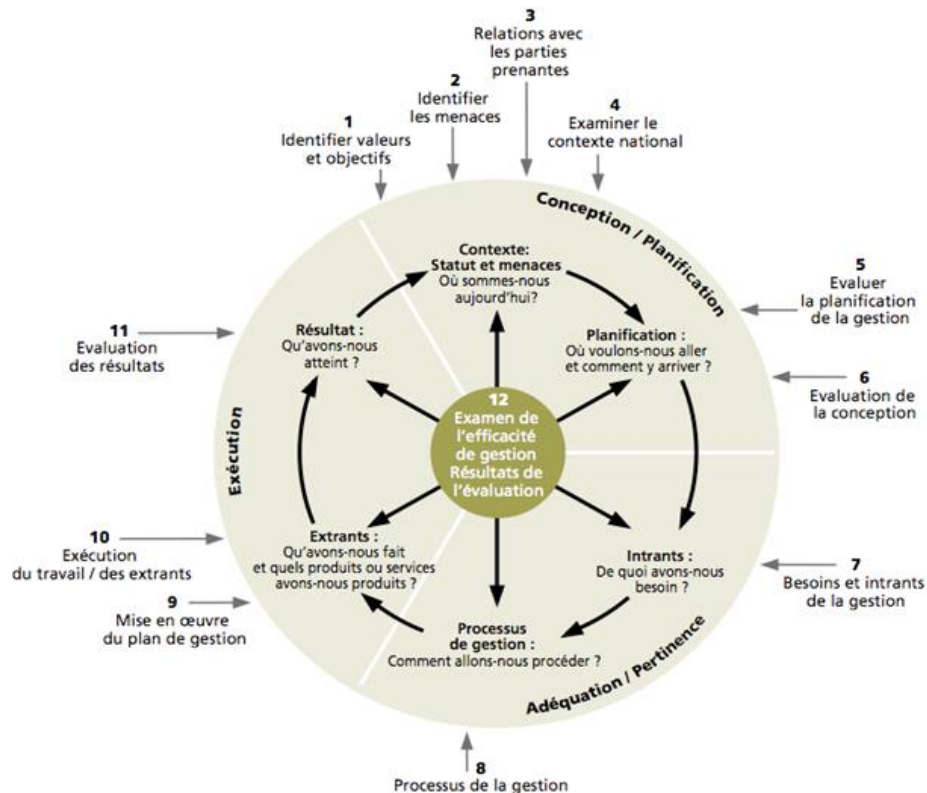 3
Relations avec
les parties
prenantes
2
Identifier
les menaces
4
Examiner le
contexte national
1
Identifier valeurs
et objectifs
Conception / Planification
Contexte:
Statut et menaces
Où sommes-nous
aujourd'hui?
5
Evaluer
la planification
de la gestion
11
Evaluation
des résultats
Résultat :
Qu'avons-nous
atteint ?
Planification :
Où voulons-nous aller
et comment y arriver ?
6
Evaluation de
la conception
12
Examen de
l'efficacité
de gestion
Résultats de
l'évaluation
Exécution
10
Exécution
du travail / des extrants
Extrants :
Qu'avons-nous fait
et quels produits ou services
avons-nous produits ?
Intrants :
De quoi avons-nous
besoin ?
7
Besoins et intrants
de la gestion
9
Mise en œuvre
du plan de gestion
Processus
de gestion :
Comment allons-nous procéder ?
Adéquation / Pertinence
8
Processus de la gestion